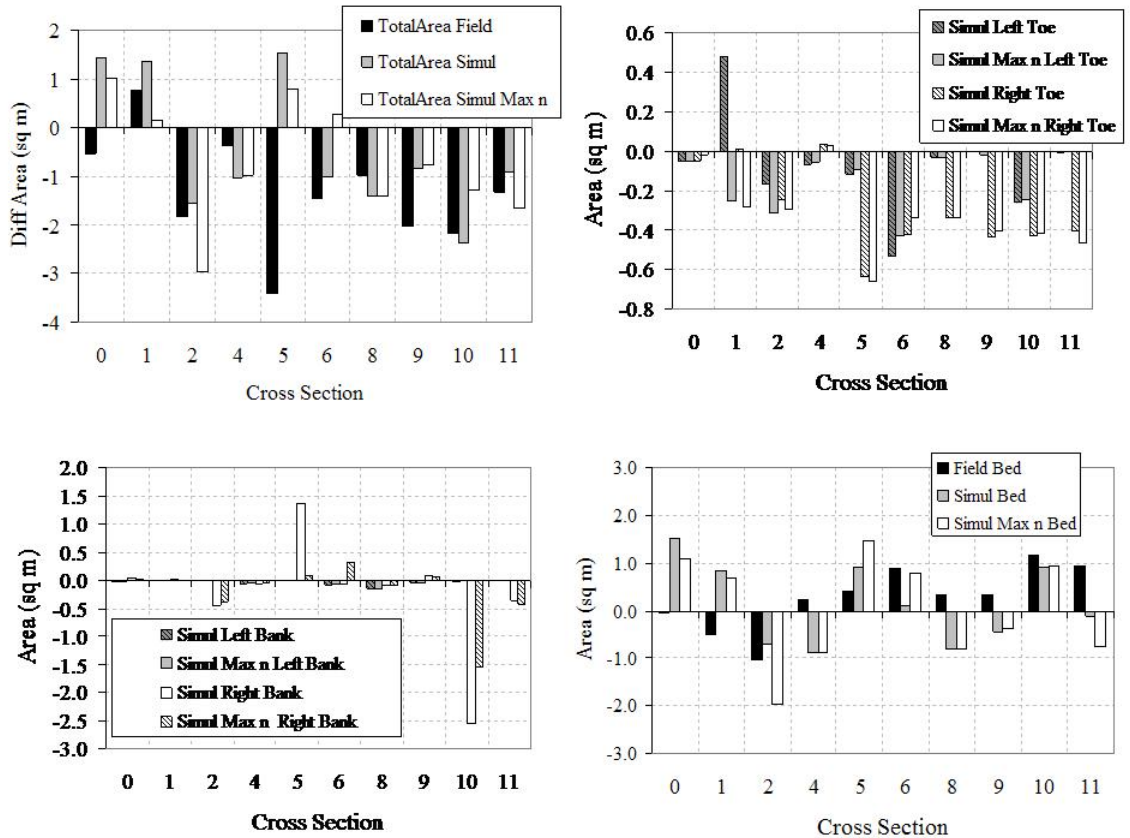 2
1
0
-1
-2
-3
-4
Diff Area (sq m)
TotalArea Field
TotalArea Simul
TotalArea Simul Max n
0 1 2 4 5 6 8 9 10 11
Cross Section
0.6
0.4
0.2
0.0
-0.2
-0.4
-0.6
-0.8
Area (sq m)
Simul Left Toe
Simul Max n Left Toe
Simul Right Toe
Simul Max n Right Toe
0 1 2 4 5 6 8 9 10 11
Cross Section
2.0
1.5
1.0
0.5
0.0
-0.5
-1.0
-1.5
-2.0
-2.5
-3.0
Area (sq m)
Simul Left Bank
Simul Max n Left Bank
Simul Right Bank
Simul Max n Right Bank
0 1 2 4 5 6 8 9 10 11
Cross Section
3.0
2.0
1.0
0.0
-1.0
-2.0
-3.0
Area (sq m)
Field Bed
Simul Bed
Simul Max n Bed
0 1 2 4 5 6 8 9 10 11
Cross Section